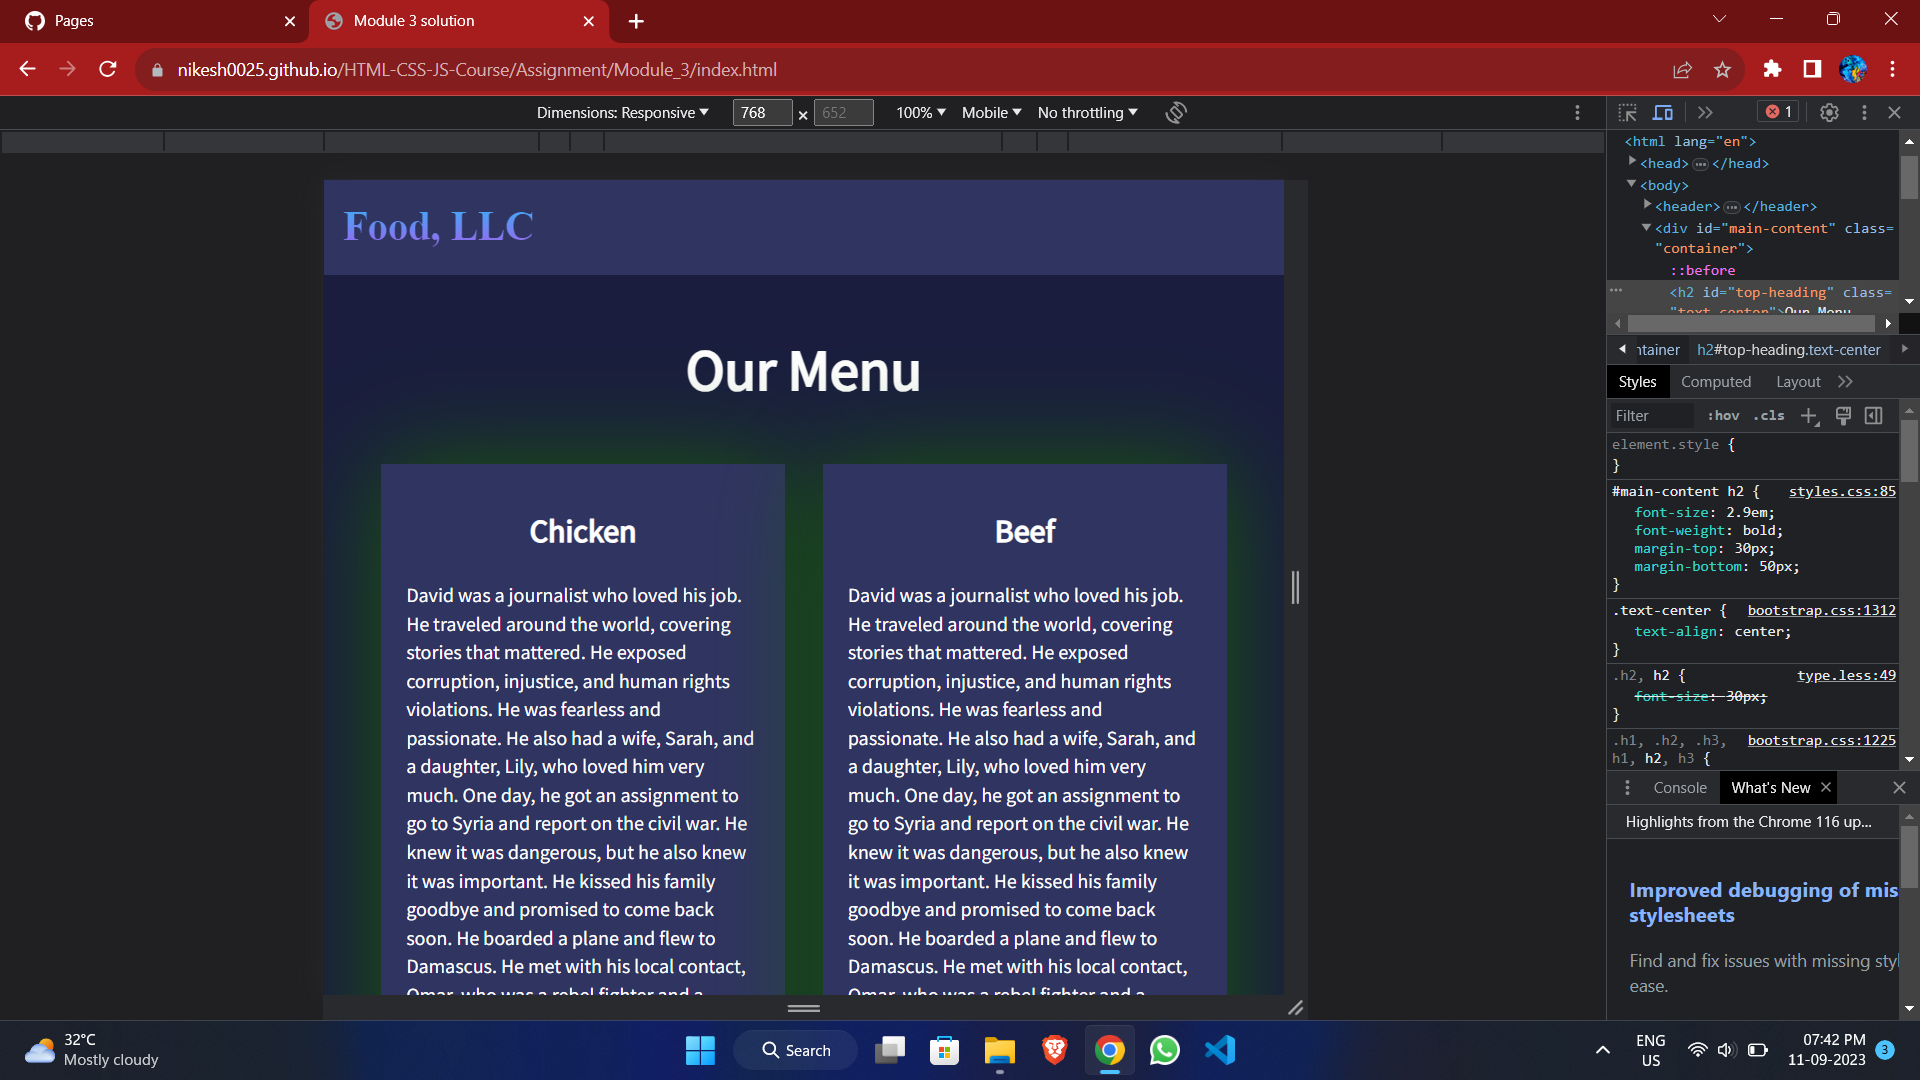 Pages
Module 3 solution
nikesh0025.github.io/HTML-CSS-JS-Course/Assignment/Module_3/index.html
Dimensions: Responsive
768
×
652
100%
Mobile
No throttling
1
Food, LLC
Our Menu
Chicken
David was a journalist who loved his job.
He traveled around the world, covering
stories that mattered. He exposed
corruption, injustice, and human rights
violations. He was fearless and
passionate. He also had a wife, Sarah, and
a daughter, Lily, who loved him very
much. One day, he got an assignment to
go to Syria and report on the civil war. He
knew it was dangerous, but he also knew
it was important. He kissed his family
goodbye and promised to come back
soon. He boarded a plane and flew to
Damascus. He met with his local contact,
Omar, who was a rebel fighter and a
Beef
David was a journalist who loved his job.
He traveled around the world, covering
stories that mattered. He exposed
corruption, injustice, and human rights
violations. He was fearless and
passionate. He also had a wife, Sarah, and
a daughter, Lily, who loved him very
much. One day, he got an assignment to
go to Syria and report on the civil war. He
knew it was dangerous, but he also knew
it was important. He kissed his family
goodbye and promised to come back
soon. He boarded a plane and flew to
Damascus. He met with his local contact,
Omar, who was a rebel fighter and a
<html lang="en">
<head>…</head>
<body>
<header>…</header>
<div id="main-content" class=
"container">
::before
<h2 id="top-heading" class=
"text-center">Our Menu
ntainer
h2#top-heading.text-center
Styles
Computed
Layout
Filter
:hov
.cls
element.style {
}
#main-content h2 {
styles.css:85
font-size: 2.9em;
font-weight: bold;
margin-top: 30px;
margin-bottom: 50px;
}
.text-center {
bootstrap.css:1312
text-align: center;
}
.h2, h2 {
type.less:49
font-size: 30px;
}
.h1, .h2, .h3,
bootstrap.css:1225
h1, h2, h3 {
Console
What's New
Highlights from the Chrome 116 up...
Improved debugging of mis
stylesheets
Find and fix issues with missing styl
ease.
32°C
Mostly cloudy
Search
ENG
US
07:42 PM
11-09-2023
3